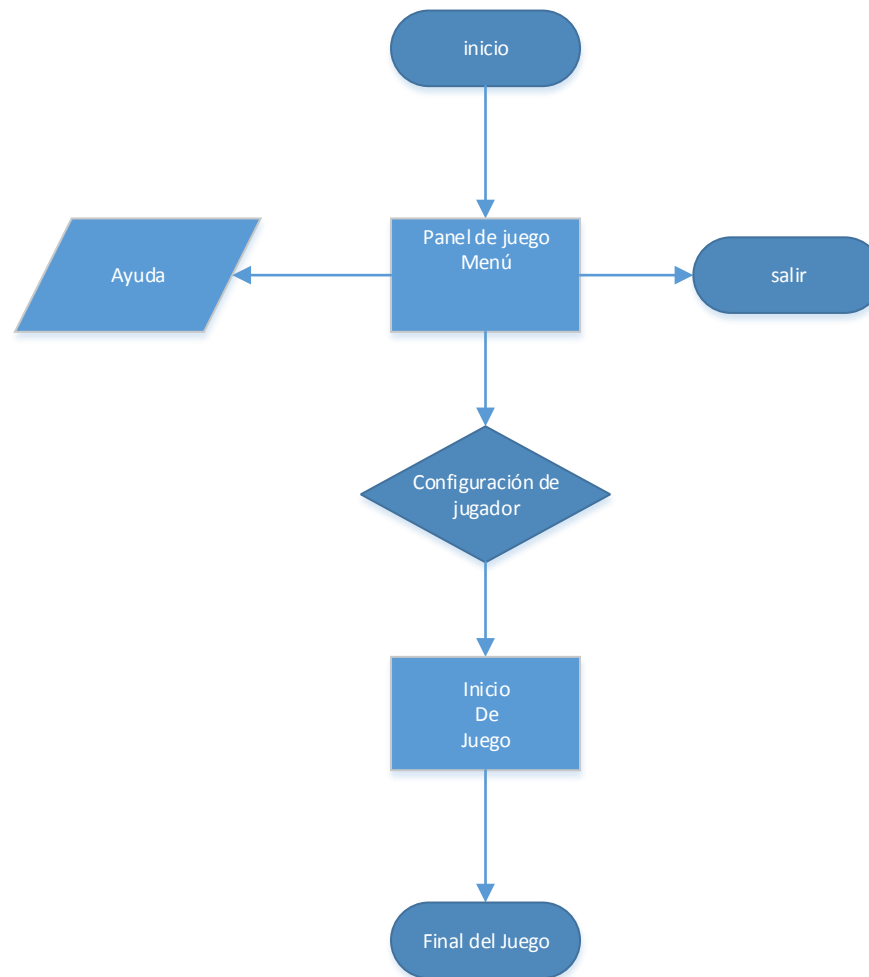 inicio
Ayuda
Panel de juego
Menú
salir
Configuración de
jugador
Inicio
De
Juego
Final del Juego